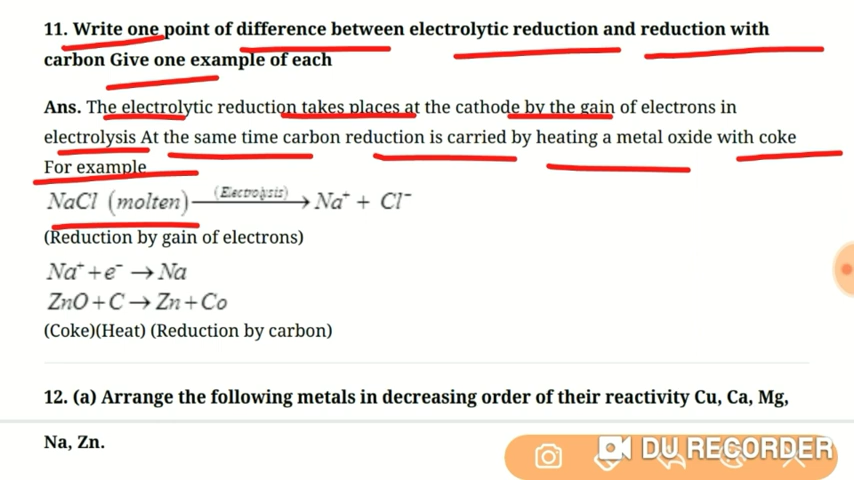 11. Write one point of difference between electrolytic reduction and reduction with
carbon Give one example of each
Ans. The electrolytic reduction takes places at the cathode by the gain of electrons in
electrolysis At the same time carbon reduction is carried by heating a metal oxide with coke
For example
NaCl (molten) —(Electrolysis)→ Na⁺ + Cl⁻
(Reduction by gain of electrons)
Na⁺ + e⁻ → Na
ZnO + C → Zn + Co
(Coke)(Heat) (Reduction by carbon)
12. (a) Arrange the following metals in decreasing order of their reactivity Cu, Ca, Mg,
Na, Zn.
DU RECORDER